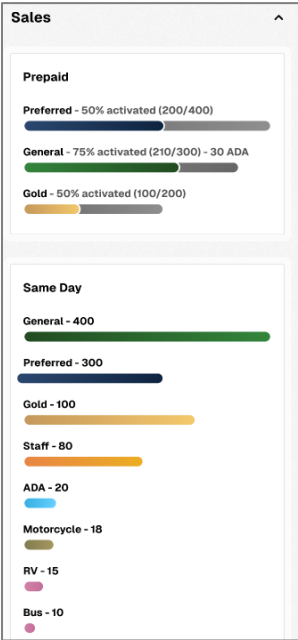 Sales
Prepaid
Preferred - 50% activated (200/400)
General - 75% activated (210/300) - 30 ADA
Gold - 50% activated (100/200)
Same Day
General - 400
Preferred - 300
Gold - 100
Staff - 80
ADA - 20
Motorcycle - 18
RV - 15
Bus - 10